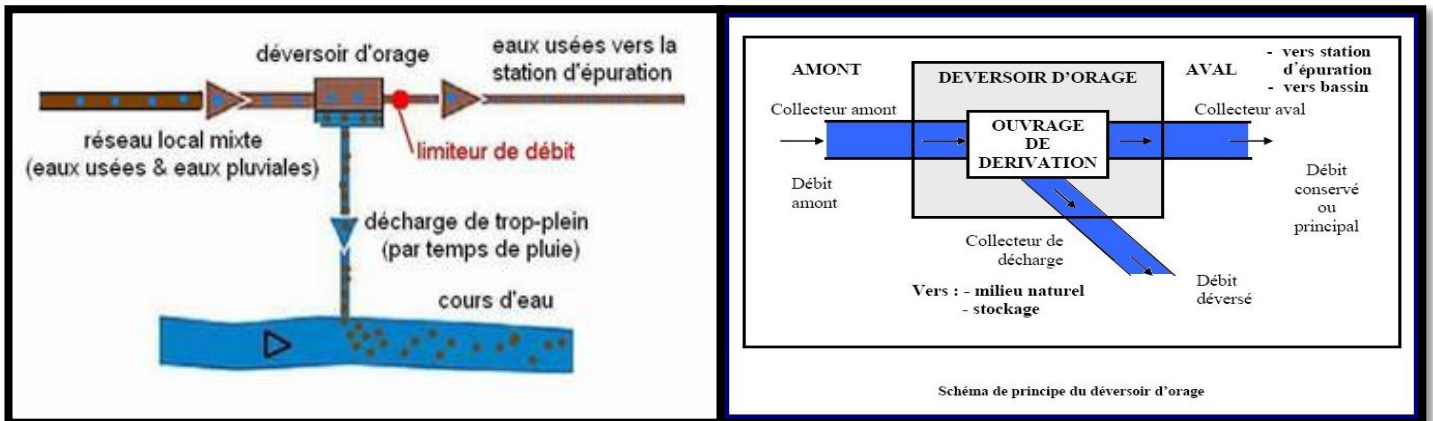 déversoir d'orage
eaux usées vers la
station d'épuration
réseau local mixte
(eaux usées & eaux pluviales)
limiteur de débit
décharge de trop-plein
(par temps de pluie)
cours d'eau
AMONT
DEVERSOIR D'ORAGE
AVAL
- vers station
d'épuration
- vers bassin
Collecteur amont
Collecteur aval
OUVRAGE
DE
DERIVATION
Débit
amont
Débit
conservé
ou
principal
Collecteur de
décharge
Vers : - milieu naturel
- stockage
Débit
déversé
Schéma de principe du déversoir d'orage